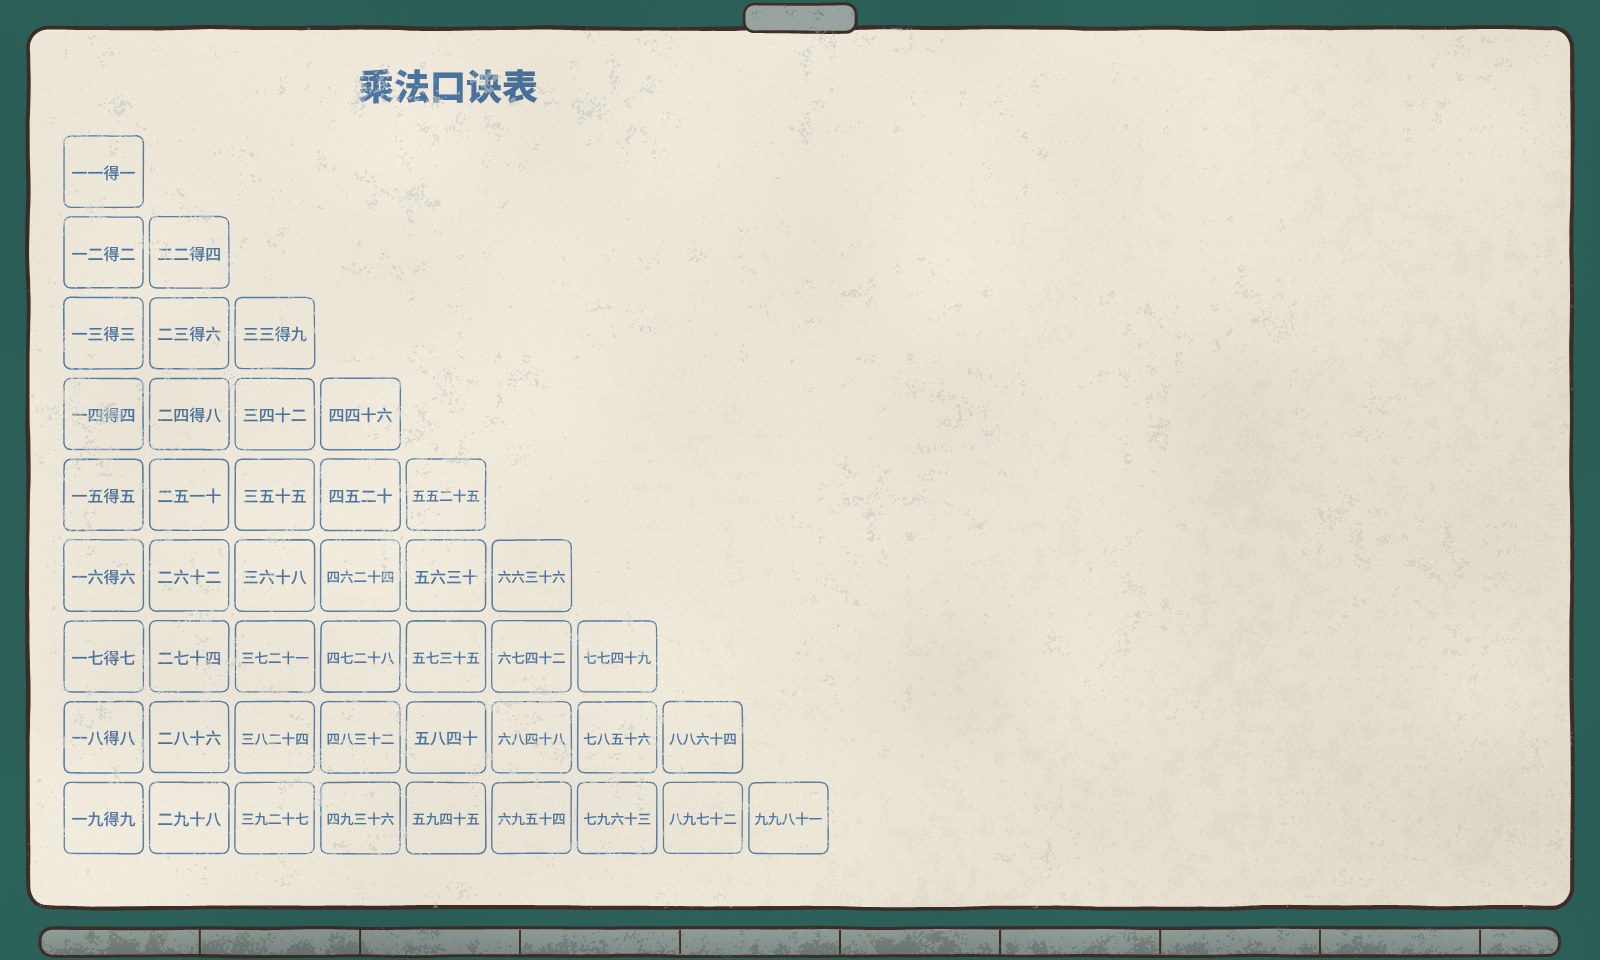 乘法口诀表
一一得一
一二得二 二二得四
一三得三 二三得六 三三得九
一四得四 二四得八 三四十二 四四十六
一五得五 二五一十 三五十五 四五二十 五五二十五
一六得六 二六十二 三六十八 四六二十四 五六三十 六六三十六
一七得七 二七十四 三七二十一 四七二十八 五七三十五 六七四十二 七七四十九
一八得八 二八十六 三八二十四 四八三十二 五八四十 六八四十八 七八五十六 八八六十四
一九得九 二九十八 三九二十七 四九三十六 五九四十五 六九五十四 七九六十三 八九七十二 九九八十一